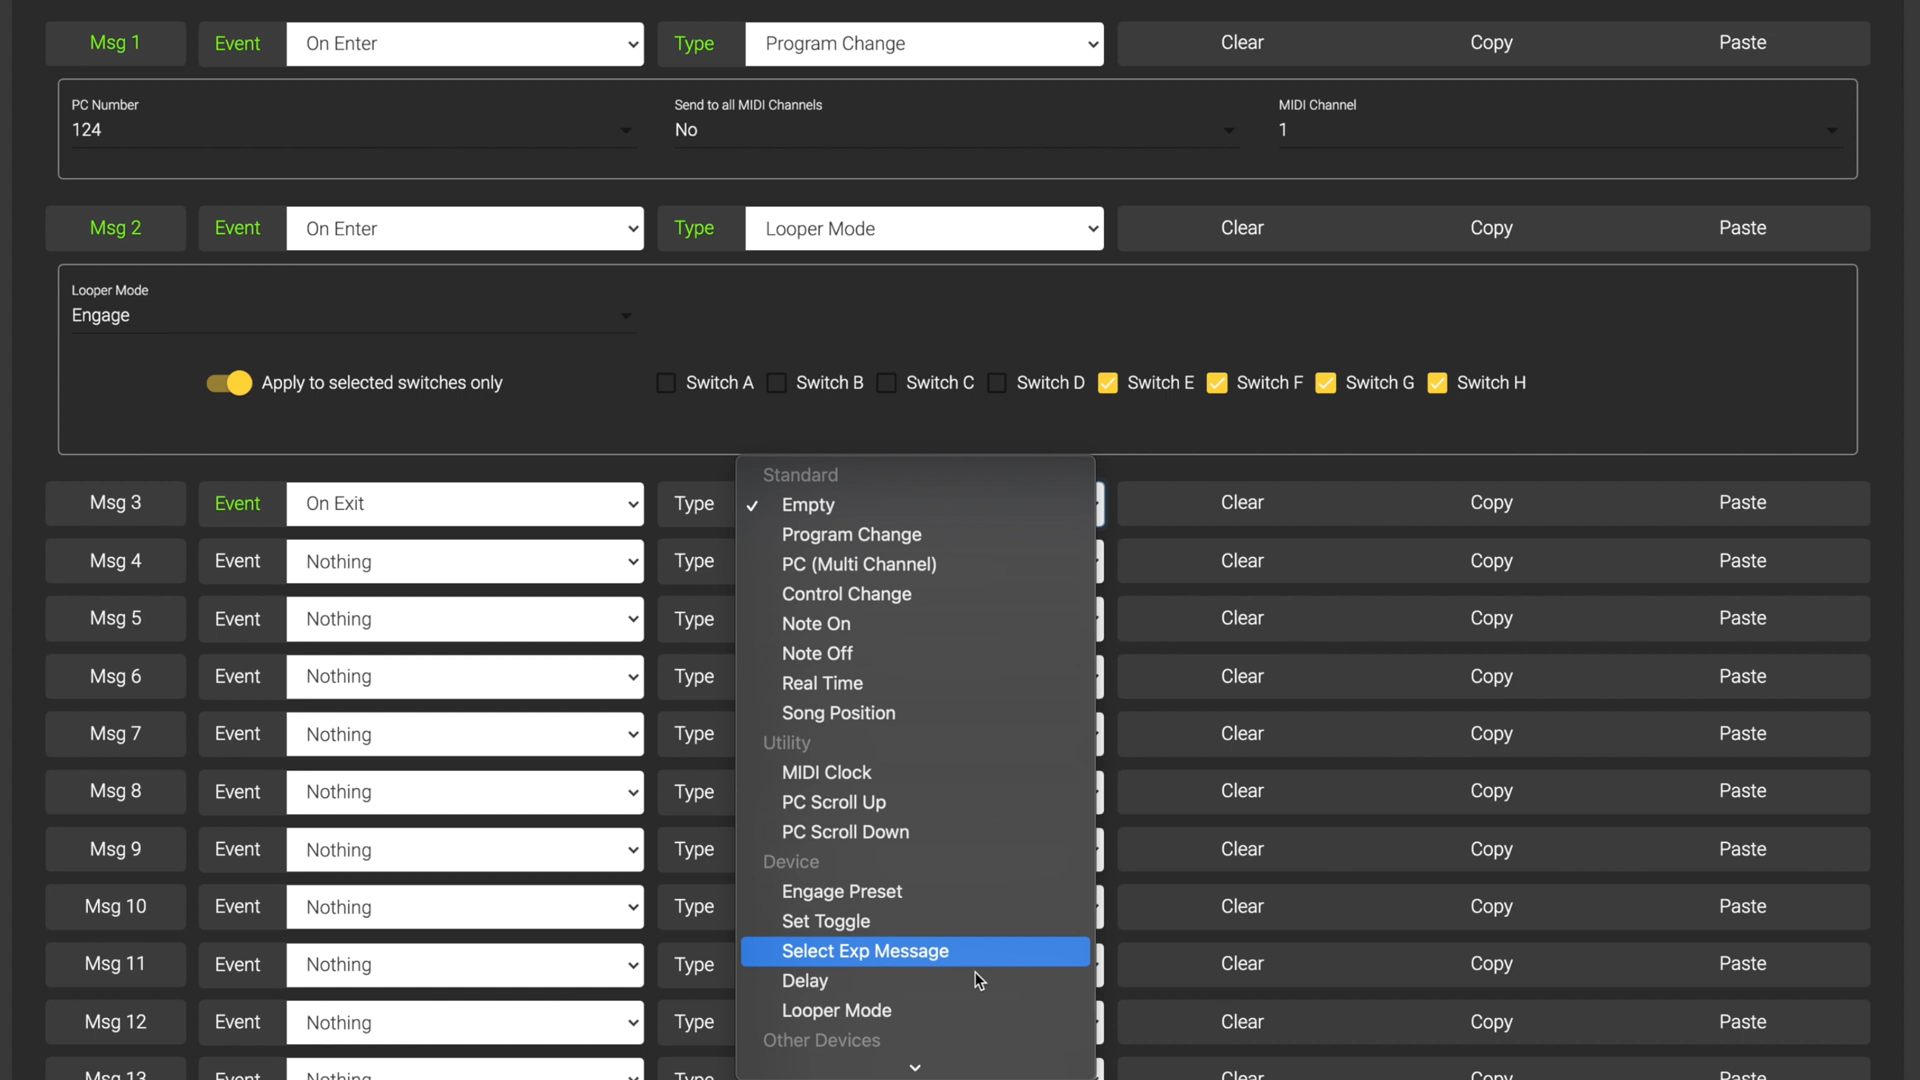 Msg 1 Event On Enter Type Program Change Clear Copy Paste
PC Number Send to all MIDI Channels MIDI Channel
124 No 1
Msg 2 Event On Enter Type Looper Mode Clear Copy Paste
Looper Mode
Engage
Apply to selected switches only Switch A Switch B Switch C Switch D Switch E Switch F Switch G Switch H
Standard
Msg 3 Event On Exit Type Empty Clear Copy Paste
Program Change
Msg 4 Event Nothing Type PC (Multi Channel) Clear Copy Paste
Control Change
Msg 5 Event Nothing Type Note On Clear Copy Paste
Note Off
Msg 6 Event Nothing Type Real Time Clear Copy Paste
Song Position
Msg 7 Event Nothing Type Utility Clear Copy Paste
MIDI Clock
Msg 8 Event Nothing Type PC Scroll Up Clear Copy Paste
PC Scroll Down
Msg 9 Event Nothing Type Device Clear Copy Paste
Engage Preset
Msg 10 Event Nothing Type Set Toggle Clear Copy Paste
Select Exp Message
Msg 11 Event Nothing Type Delay Clear Copy Paste
Looper Mode
Msg 12 Event Nothing Type Other Devices Clear Copy Paste
Msg 13 Event Nothing Type Clear Copy Paste